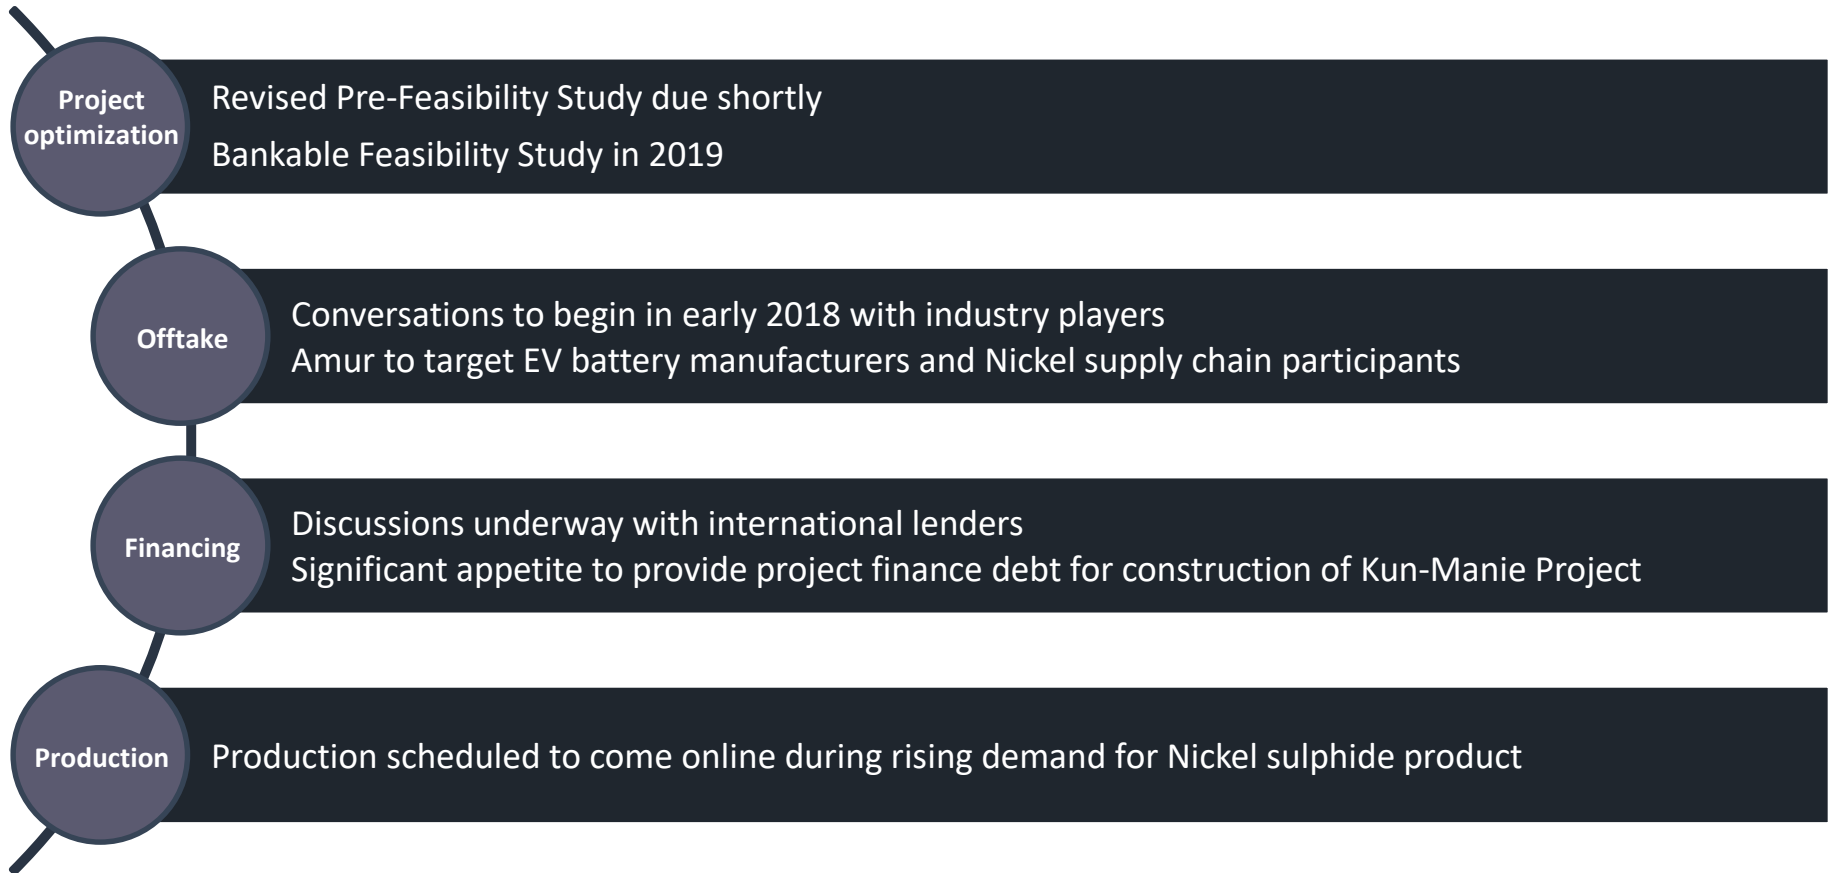 Project
optimization
Revised Pre-Feasibility Study due shortly
Bankable Feasibility Study in 2019
Offtake
Conversations to begin in early 2018 with industry players
Amur to target EV battery manufacturers and Nickel supply chain participants
Financing
Discussions underway with international lenders
Significant appetite to provide project finance debt for construction of Kun-Manie Project
Production
Production scheduled to come online during rising demand for Nickel sulphide product